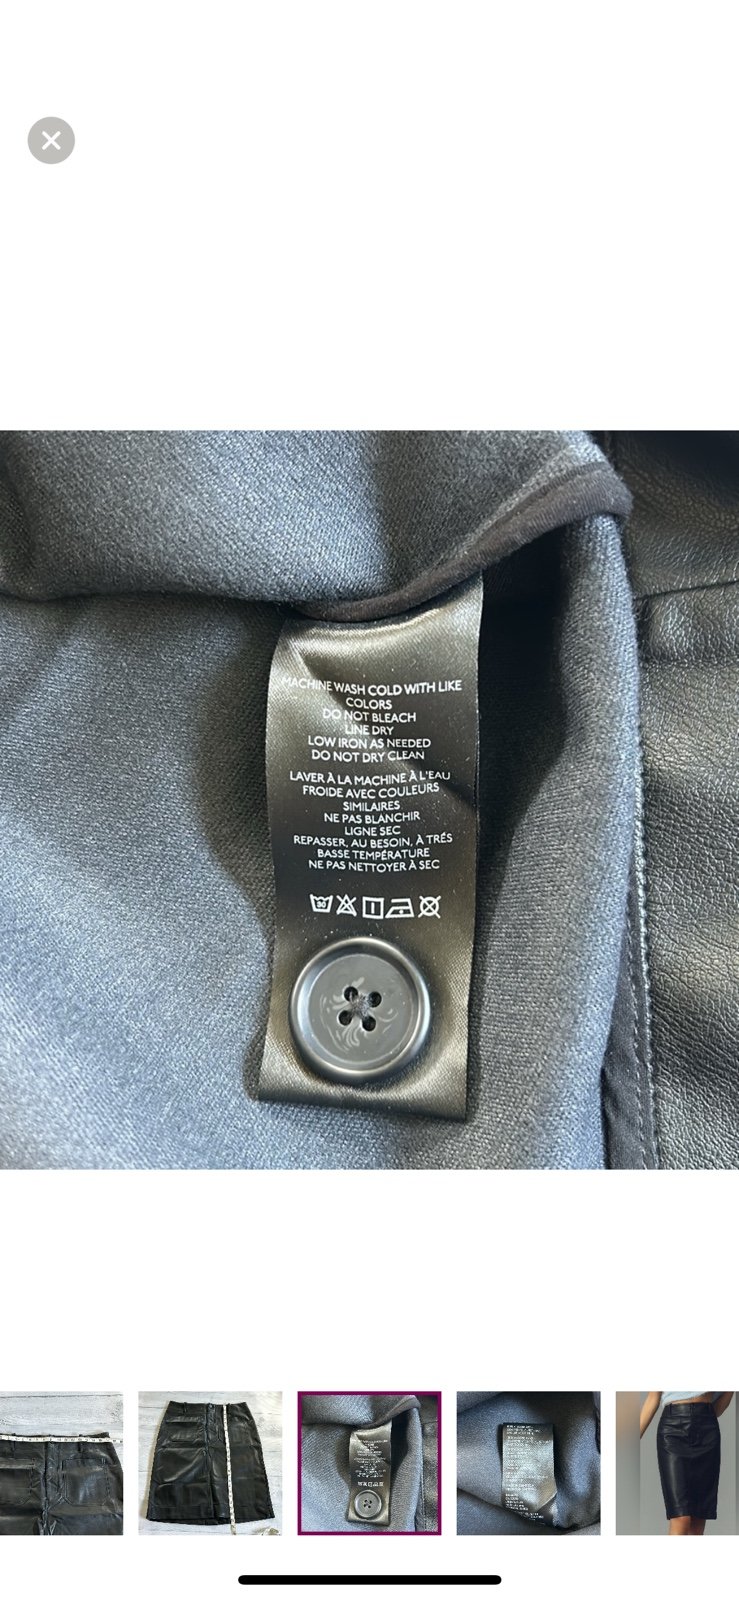 MACHINE WASH COLD WITH LIKE
COLORS
DO NOT BLEACH
LINE DRY
LOW IRON AS NEEDED
DO NOT DRY CLEAN
LAVER À LA MACHINE À L'EAU
FROIDE AVEC COULEURS
SIMILAIRES
NE PAS BLANCHIR
LIGNE SEC
REPASSER, AU BESOIN, À TRÉS
BASSE TEMPÉRATURE
NE PAS NETTOYER À SEC
30